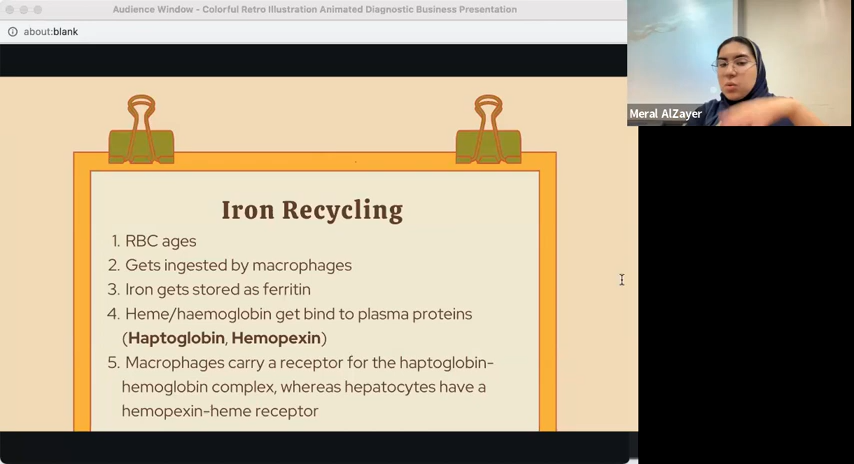 Audience Window - Colorful Retro Illustration Animated Diagnostic Business Presentation
about:blank
Meral AlZayer
Iron Recycling
1. RBC ages
2. Gets ingested by macrophages
3. Iron gets stored as ferritin
4. Heme/haemoglobin get bind to plasma proteins
(Haptoglobin, Hemopexin)
5. Macrophages carry a receptor for the haptoglobin-
hemoglobin complex, whereas hepatocytes have a
hemopexin-heme receptor